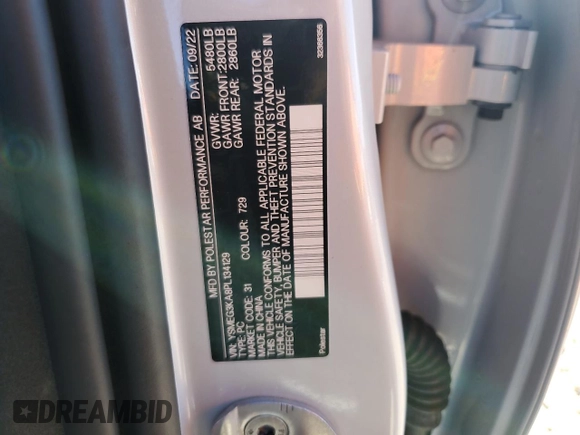 MFD BY POLESTAR PERFORMANCE AB DATE: 09/22
GVWR: 5480LB
GAWR FRONT: 2800LB
GAWR REAR: 2860LB
VIN: YSMEG3KA8PL134129
TYPE: PC
MARKET CODE: 31 COLOUR: 729
MADE IN CHINA
THIS VEHICLE CONFORMS TO ALL APPLICABLE FEDERAL MOTOR
VEHICLE SAFETY, BUMPER AND THEFT PREVENTION STANDARDS IN
EFFECT ON THE DATE OF MANUFACTURE SHOWN ABOVE.
Polestar
DREAMBID